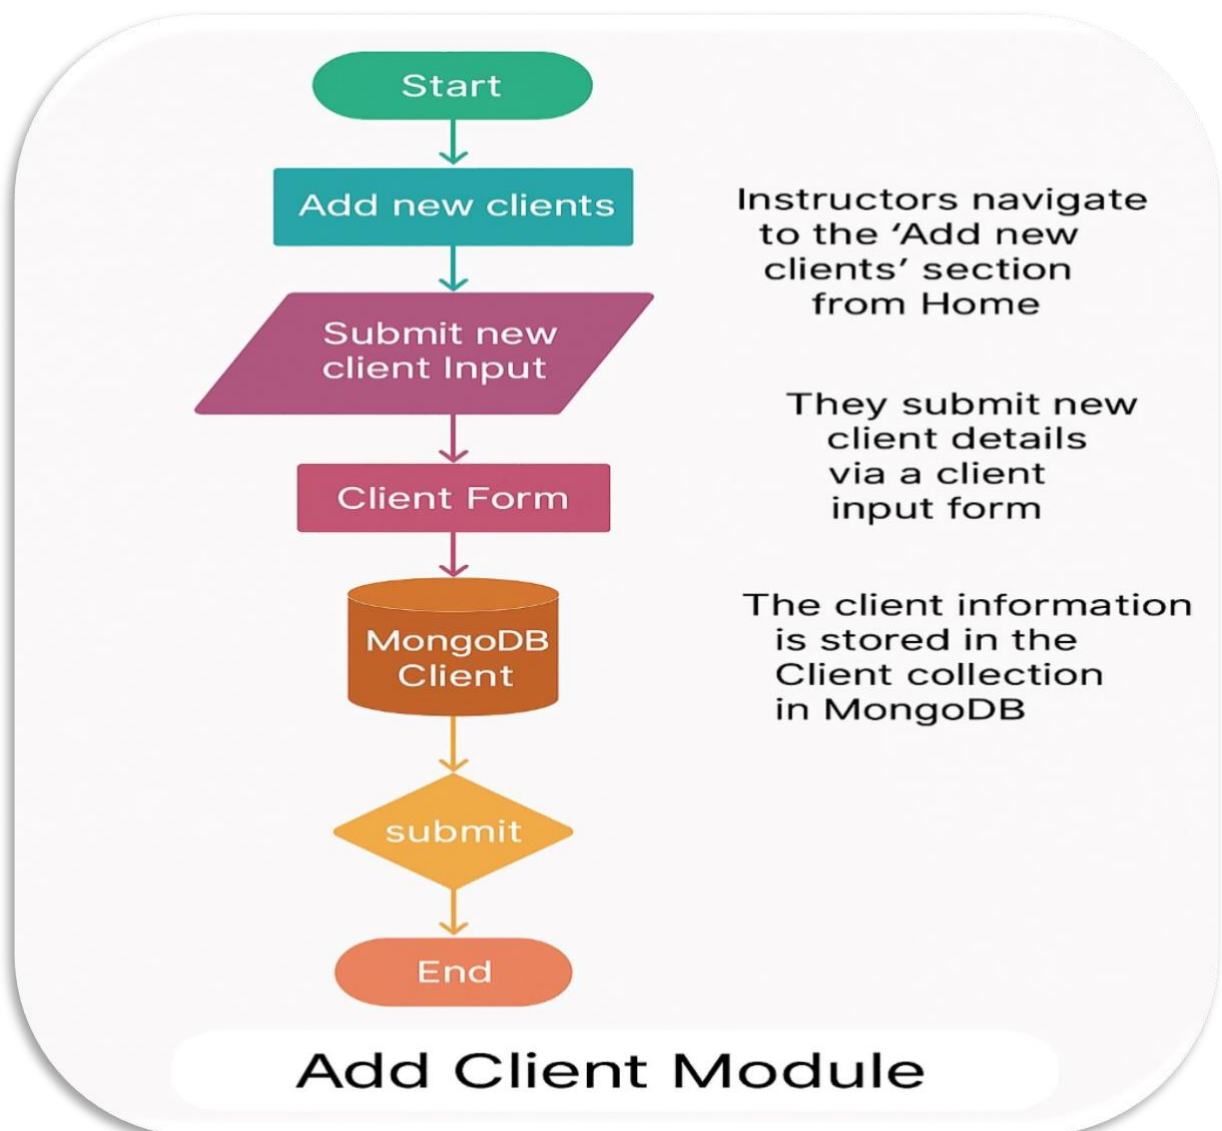 Start
Add new clients
Instructors navigate
to the ‘Add new
clients’ section
from Home
Submit new
client Input
They submit new
client details
via a client
input form
Client Form
The client information
is stored in the
Client collection
in MongoDB
MongoDB
Client
submit
End
Add Client Module